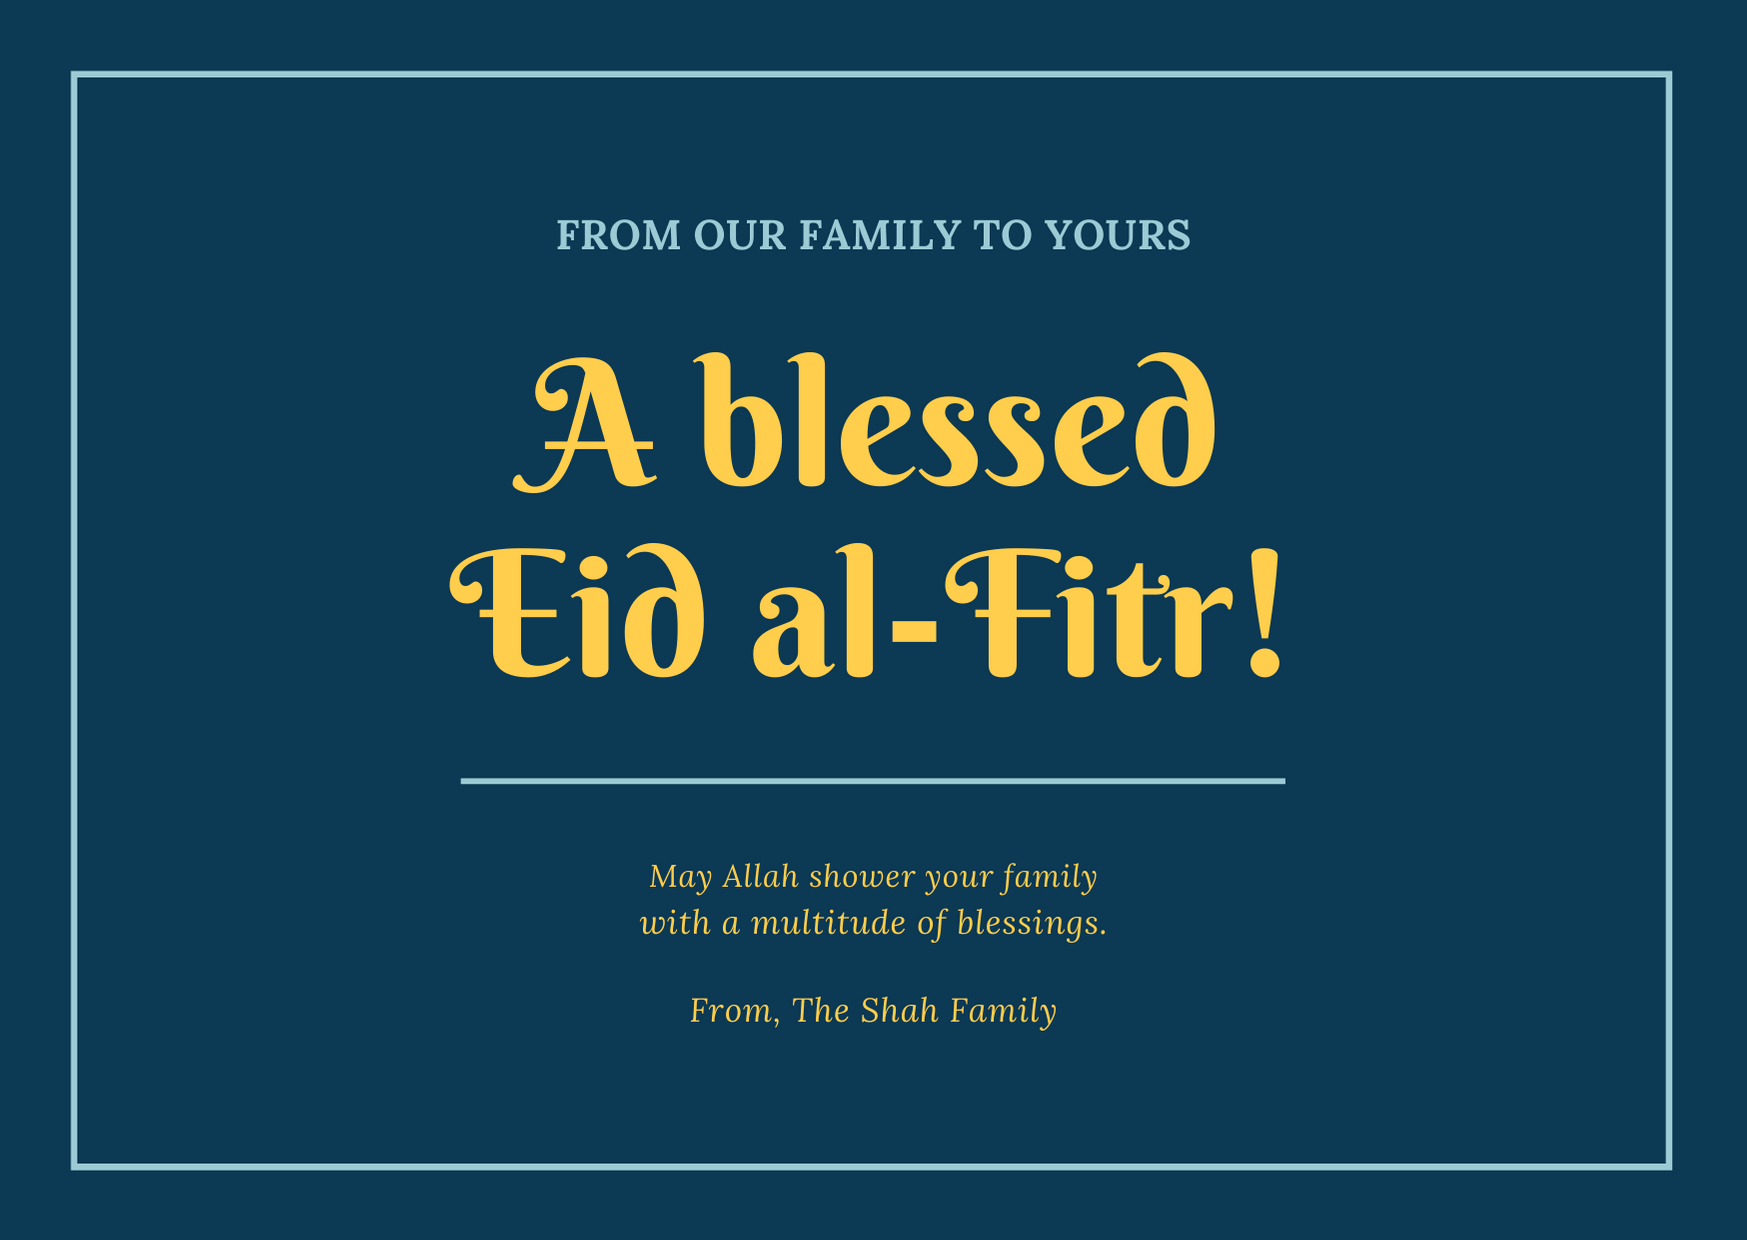 FROM OUR FAMILY TO YOURS
A blessed
Eid al-Fitr!
May Allah shower your family
with a multitude of blessings.
From, The Shah Family